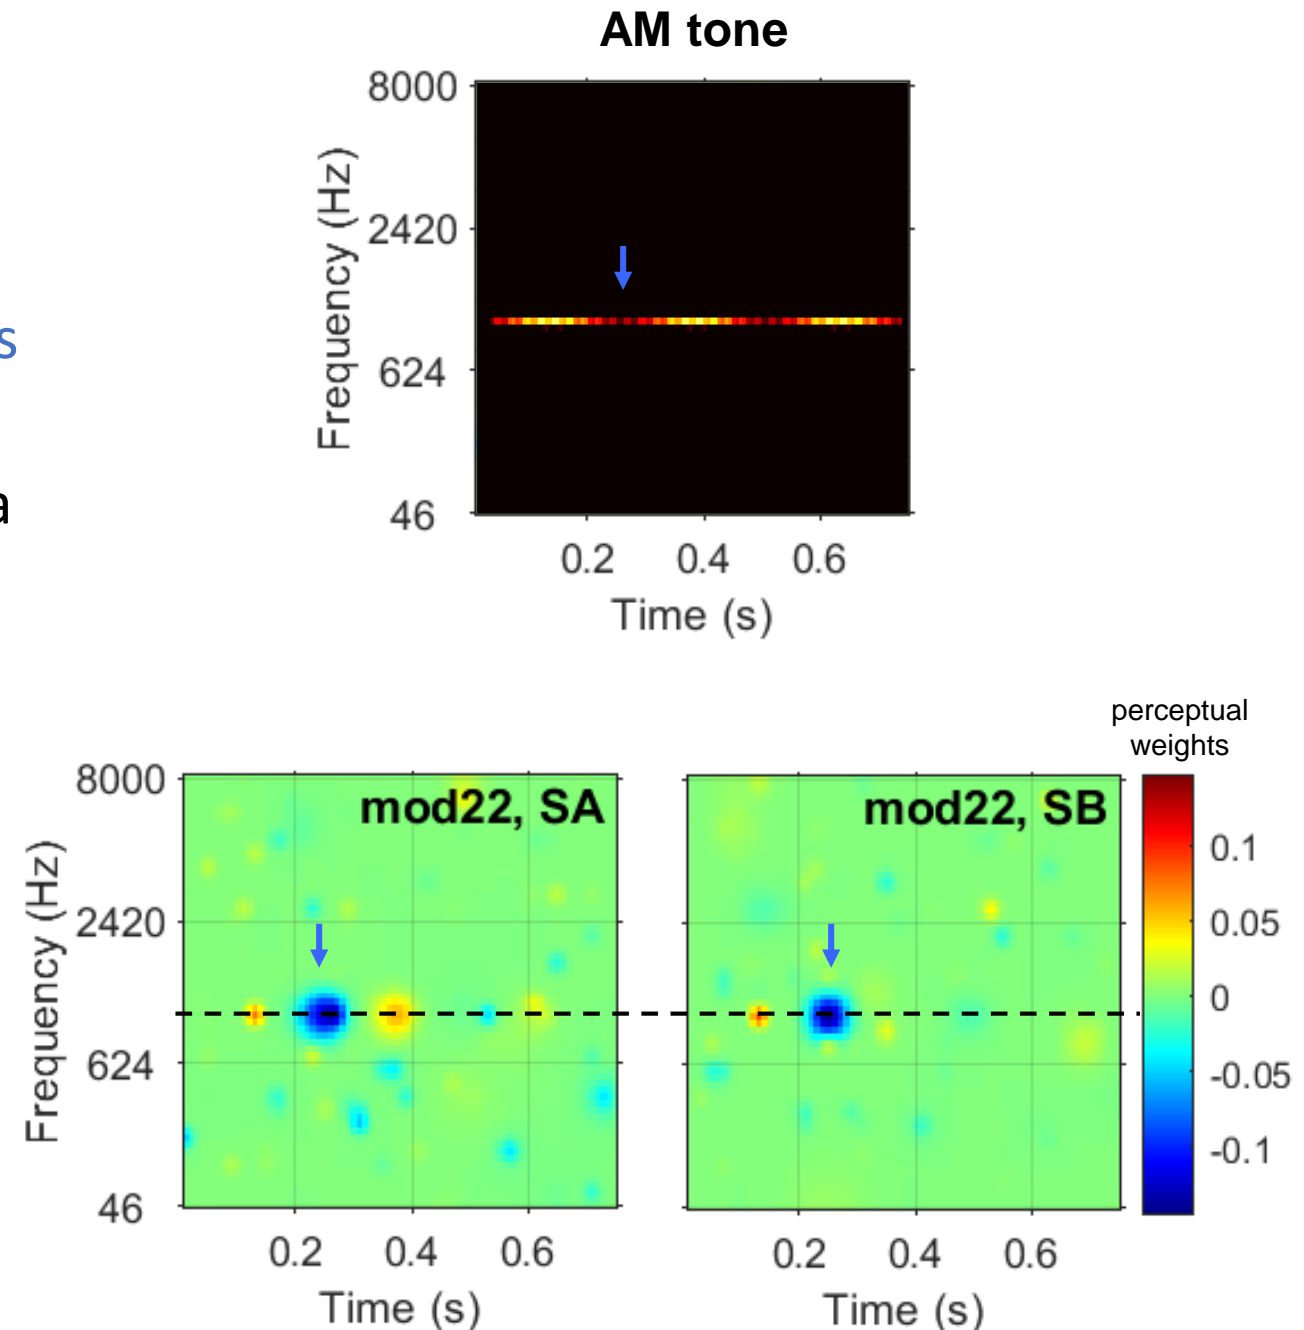 AM tone
8000
2420
624
46
Frequency (Hz)
0.2 0.4 0.6
Time (s)
s
a
perceptual
weights
8000
2420
624
46
Frequency (Hz)
mod22, SA
0.2 0.4 0.6
Time (s)
mod22, SB
0.2 0.4 0.6
Time (s)
0.1
0.05
0
-0.05
-0.1